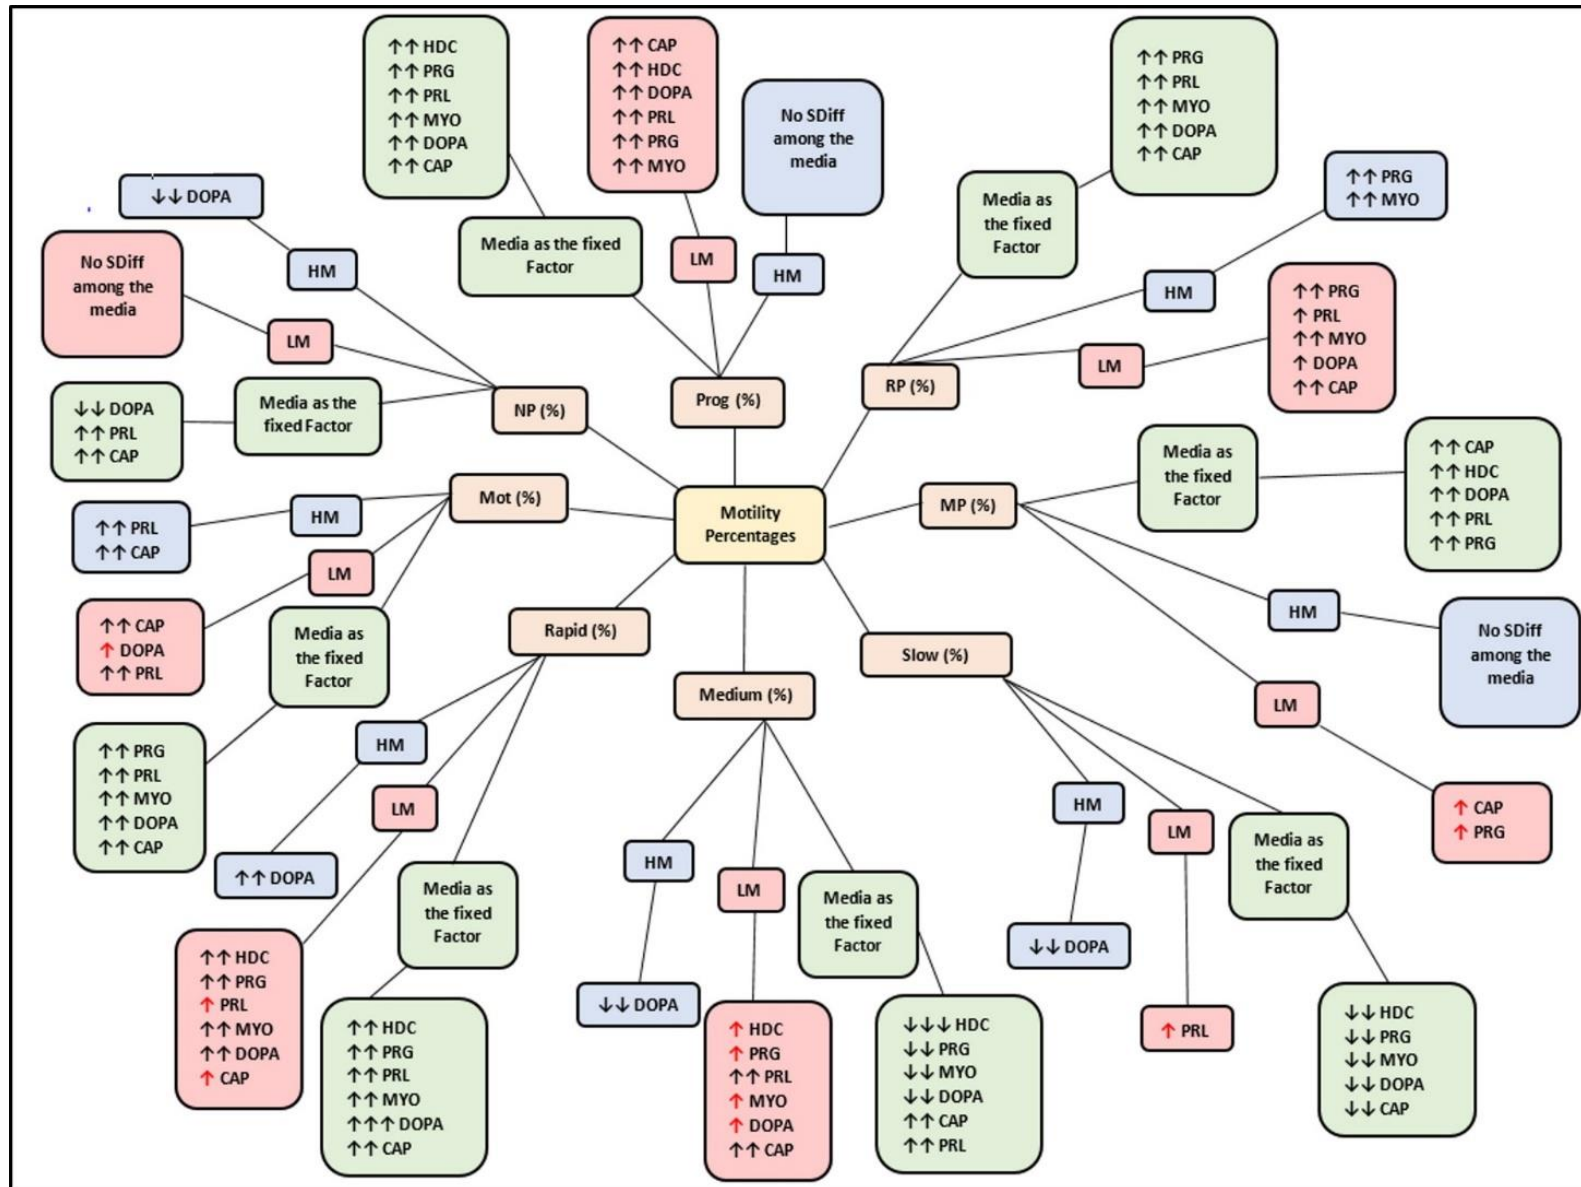 ↑↑ HDC
↑↑ PRG
↑↑ PRL
↑↑ MYO
↑↑ DOPA
↑↑ CAP
↑↑ CAP
↑↑ HDC
↑↑ DOPA
↑↑ PRL
↑↑ PRG
↑↑ MYO
No SDiff
among the
media
↑↑ PRG
↑↑ PRL
↑↑ MYO
↑↑ DOPA
↑↑ CAP
↓↓ DOPA
HM
Media as the fixed
Factor
LM
HM
Media as
the fixed
Factor
↑↑ PRG
↑↑ MYO
HM
No SDiff
among the
media
LM
NP (%)
Prog (%)
RP (%)
LM
↑↑ PRG
↑ PRL
↑↑ MYO
↑ DOPA
↑↑ CAP
↓↓ DOPA
↑↑ PRL
↑↑ CAP
Media as the
fixed Factor
Mot (%)
HM
↑↑ PRL
↑↑ CAP
LM
↑↑ CAP
↑ DOPA
↑↑ PRL
Media as
the fixed
Factor
↑↑ PRG
↑↑ PRL
↑↑ MYO
↑↑ DOPA
↑↑ CAP
Motility
Percentages
MP (%)
Media as
the fixed
Factor
↑↑ CAP
↑↑ HDC
↑↑ DOPA
↑↑ PRL
↑↑ PRG
HM
No SDiff
among the
media
LM
↑ CAP
↑ PRG
Rapid (%)
HM
↑↑ DOPA
LM
↑↑ HDC
↑↑ PRG
↑ PRL
↑↑ MYO
↑↑ DOPA
↑ CAP
Media as
the fixed
Factor
↑↑ HDC
↑↑ PRG
↑↑ PRL
↑↑ MYO
↑↑↑ DOPA
↑↑ CAP
Medium (%)
HM
↓↓ DOPA
LM
↑ HDC
↑ PRG
↑↑ PRL
↑ MYO
↑ DOPA
↑↑ CAP
Media as
the fixed
Factor
↓↓↓ HDC
↓↓ PRG
↓↓ MYO
↓↓ DOPA
↑↑ CAP
↑↑ PRL
Slow (%)
HM
↓↓ DOPA
LM
↑ PRL
Media as
the fixed
Factor
↓↓ HDC
↓↓ PRG
↓↓ MYO
↓↓ DOPA
↓↓ CAP